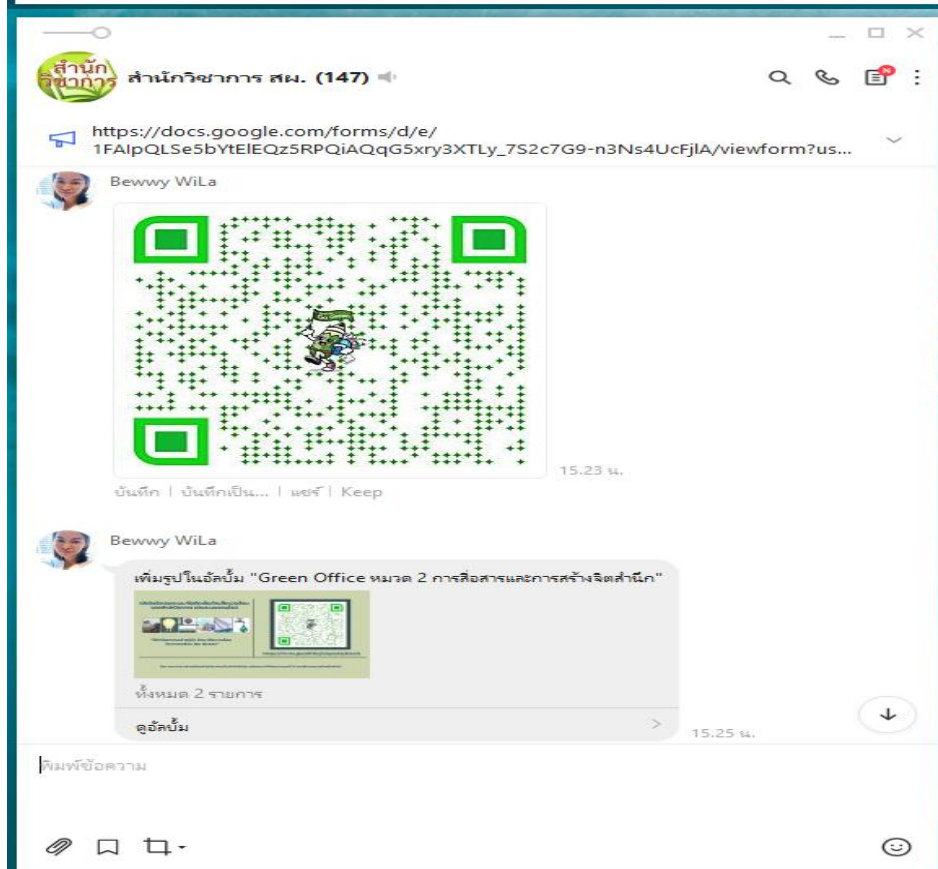 สำนัก
วิชาการ
สำนักวิชาการ สผ. (147)
N
https://docs.google.com/forms/d/e/
1FAIpQLSe5bYtElEQz5RPQiAQqG5xry3XTLy_7S2c7G9-n3Ns4UcFjlA/viewform?us...
Bewwy WiLa
15.23 น.
บันทึก | บันทึกเป็น... | แชร์ | Keep
Bewwy WiLa
เพิ่มรูปในอัลบั้ม "Green Office หมวด 2 การสื่อสารและการสร้างจิตสำนึก"
ทั้งหมด 2 รายการ
ดูอัลบั้ม
15.25 น.
พิมพ์ข้อความ